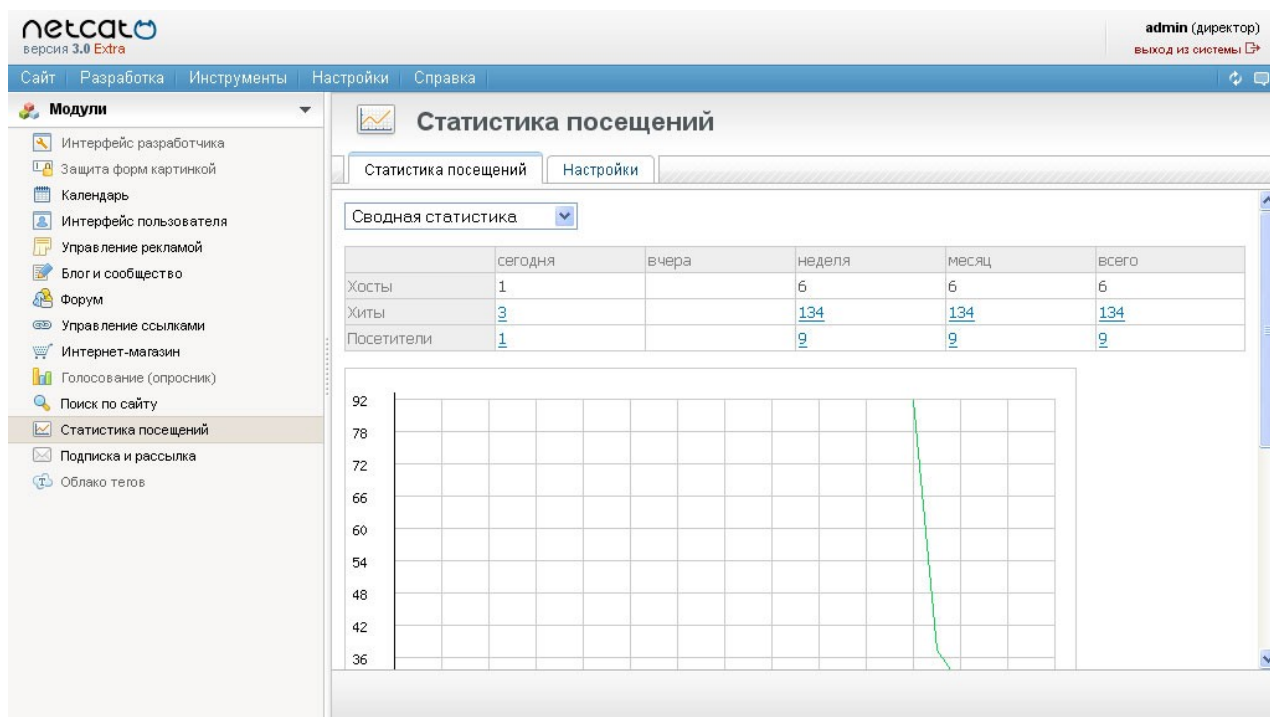 netcat
версия 3.0 Extra
admin (директор)
выход из системы
Сайт Разработка Инструменты Настройки Справка
Модули
Интерфейс разработчика
Защита форм картинкой
Календарь
Интерфейс пользователя
Управление рекламой
Блог и сообщество
Форум
Управление ссылками
Интернет-магазин
Голосование (опросник)
Поиск по сайту
Статистика посещений
Подписка и рассылка
Облако тегов
Статистика посещений
Статистика посещений Настройки
Сводная статистика
сегодня вчера неделя месяц всего
Хосты 1 6 6 6
Хиты 3 134 134 134
Посетители 1 9 9 9
92
78
72
66
60
54
48
42
36